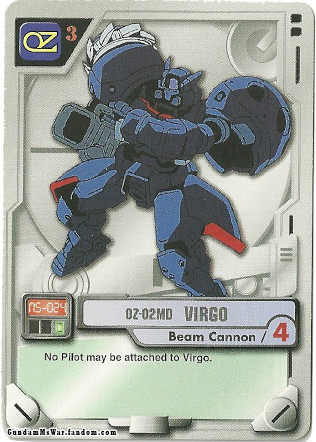 OZ 3
MS-024
OZ-02MD VIRGO
Beam Cannon / 4
No Pilot may be attached to Virgo.
GundamMsWar.fandom.com